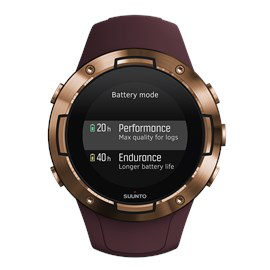 Battery mode
20 h Performance
Max quality for logs
40 h Endurance
Longer battery life
SUUNTO